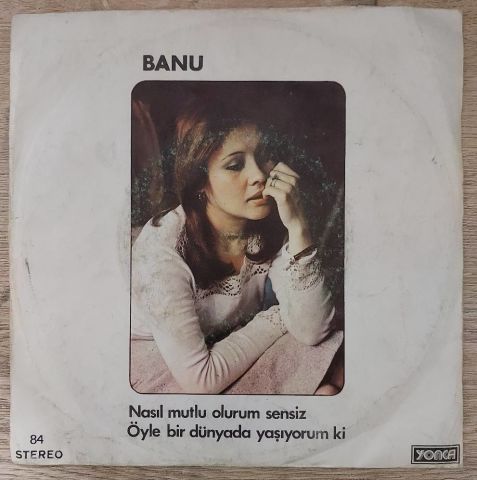 BANU
Nasıl mutlu olurum sensiz
Öyle bir dünyada yaşıyorum ki
84
STEREO
YONCA